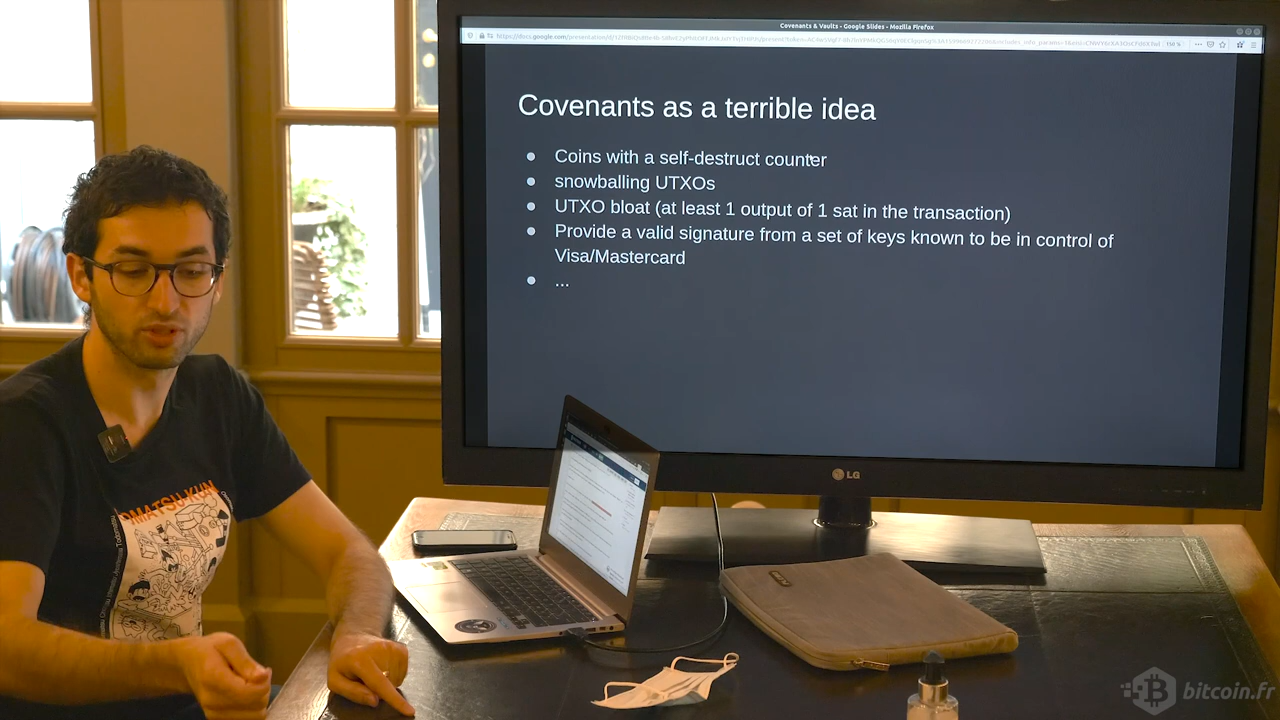 Covenants & Vaults - Google Slides - Mozilla Firefox
Covenants as a terrible idea
Coins with a self-destruct counter
snowballing UTXOs
UTXO bloat (at least 1 output of 1 sat in the transaction)
Provide a valid signature from a set of keys known to be in control of
Visa/Mastercard
...
LG
bitcoin.fr